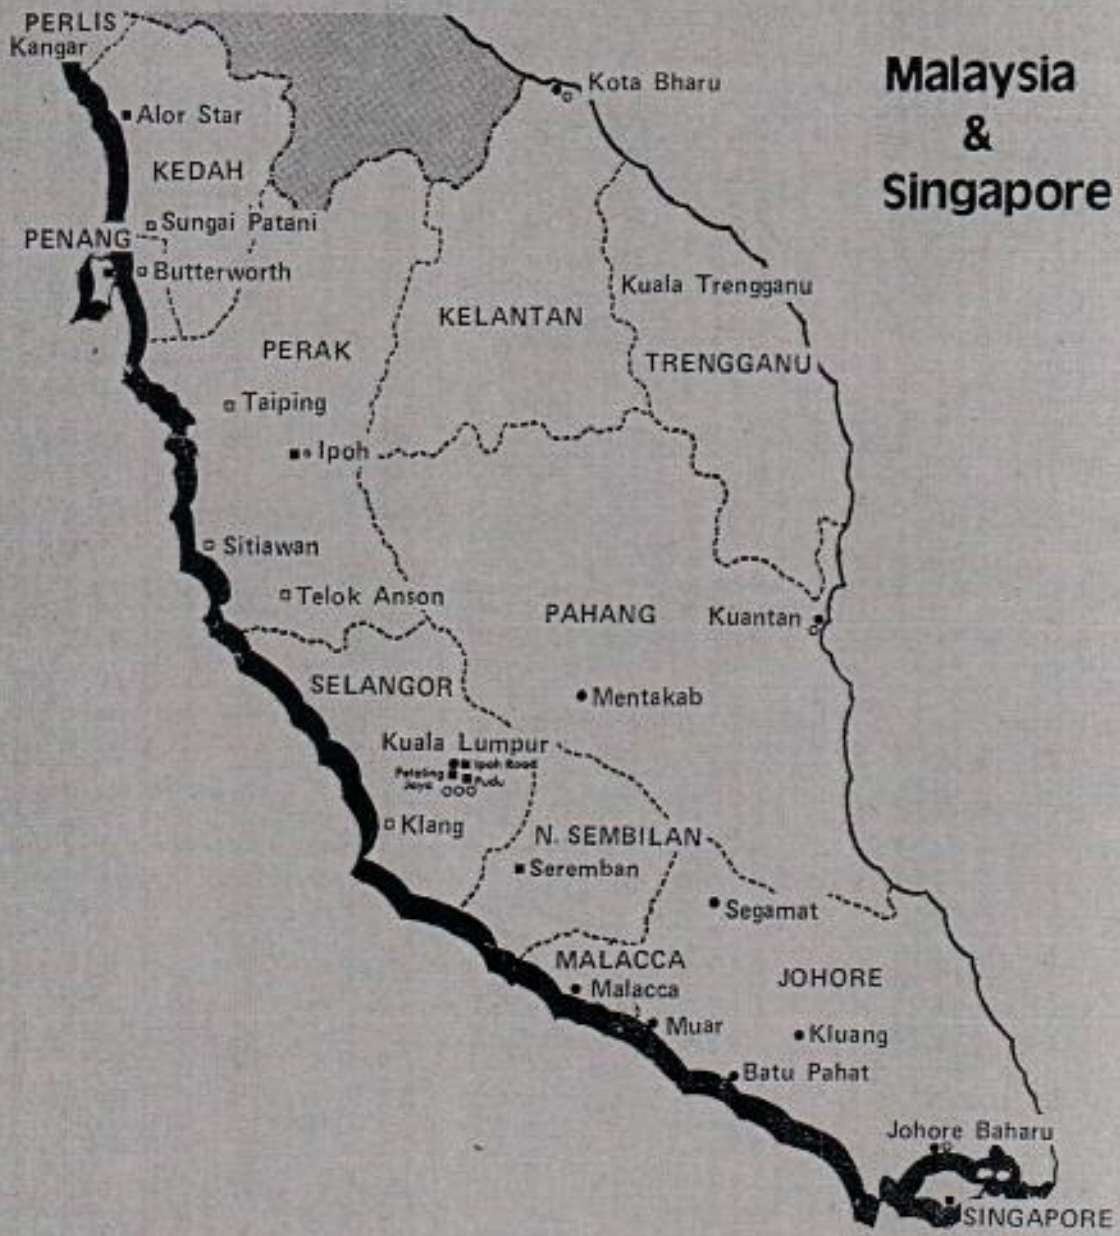 PERLIS
Kangar
Malaysia
&
Singapore
Kota Bharu
Alor Star
KEDAH
Sungai Patani
PENANG
Butterworth
Kuala Trengganu
KELANTAN
PERAK
TRENGGANU
Taiping
Ipoh
Sitiawan
Telok Anson
PAHANG
Kuantan
SELANGOR
Mentakab
Kuala Lumpur
Ipoh Road
Petaling
Jaya
Pudu
Klang
N. SEMBILAN
Seremban
Segamat
MALACCA
JOHORE
Malacca
Muar
Kluang
Batu Pahat
Johore Baharu
SINGAPORE